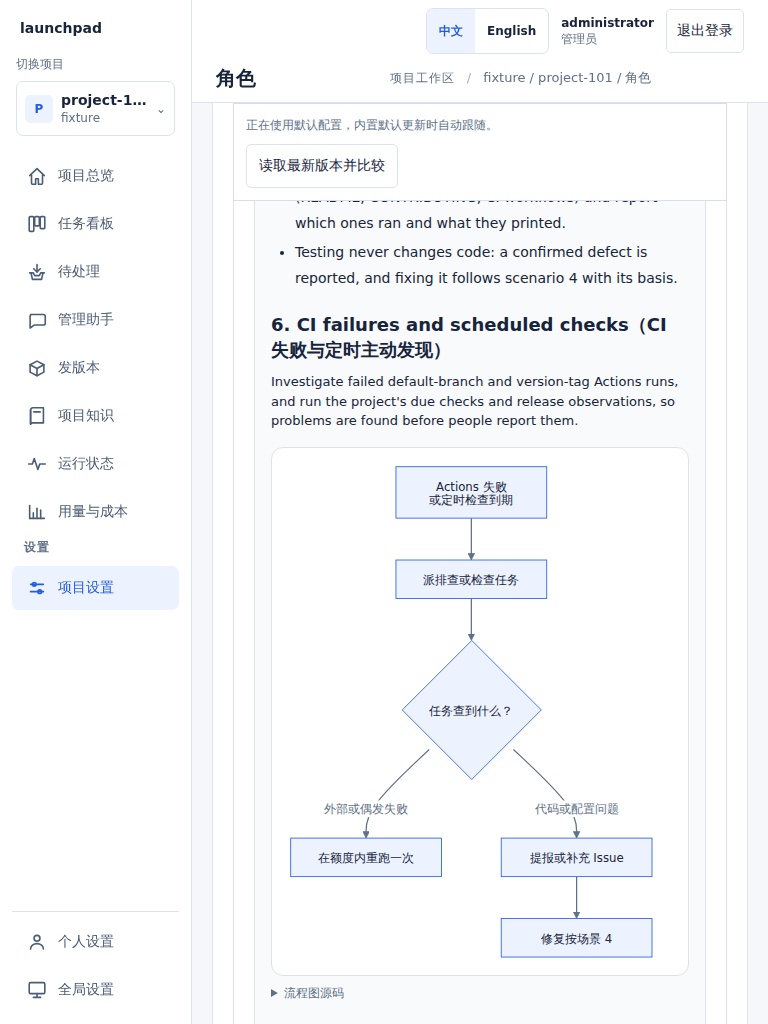 launchpad
切换项目
P
project-1…
fixture
项目总览
任务看板
待处理
管理助手
发版本
项目知识
运行状态
用量与成本
设置
项目设置
个人设置
全局设置
中文
English
administrator
管理员
退出登录
角色
项目工作区 / fixture / project-101 / 角色
正在使用默认配置，内置默认更新时自动跟随。
读取最新版本并比较
which ones ran and what they printed.
• Testing never changes code: a confirmed defect is
reported, and fixing it follows scenario 4 with its basis.
6. CI failures and scheduled checks（CI
失败与定时主动发现）
Investigate failed default-branch and version-tag Actions runs,
and run the project's due checks and release observations, so
problems are found before people report them.
Actions 失败
或定时检查到期
派排查或检查任务
任务查到什么？
外部或偶发失败
代码或配置问题
在额度内重跑一次
提报或补充 Issue
修复按场景 4
流程图源码